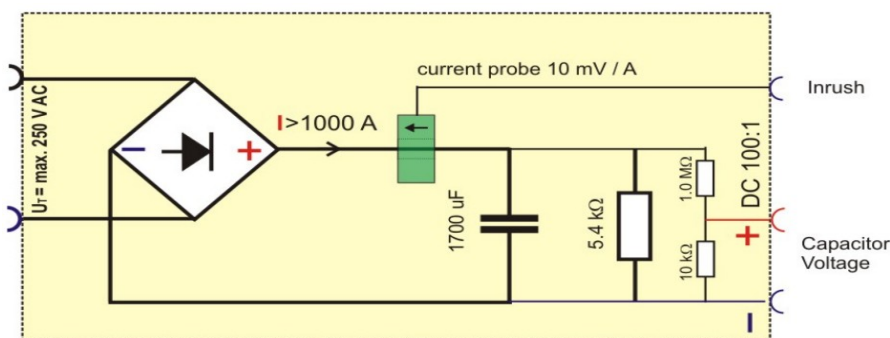 current probe 10 mV / A
Inrush
U_T = max. 250 V AC
I>1000 A
DC 100:1
1.0 MΩ
−
+
1700 uF
5.4 kΩ
10 kΩ
+
Capacitor
Voltage
I